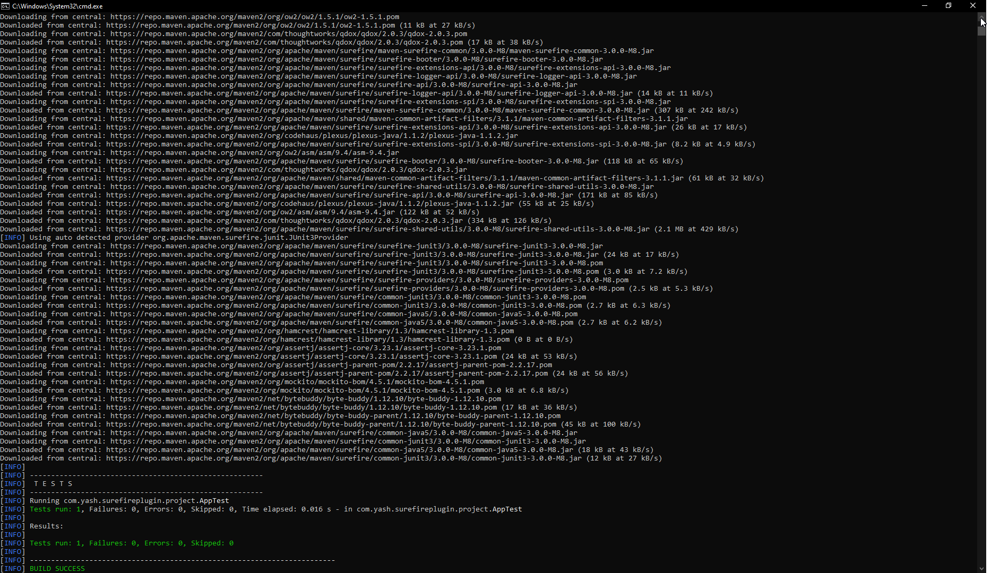 C:\Windows\System32\cmd.exe
Downloading from central: https://repo.maven.apache.org/maven2/org/ow2/ow2/1.5.1/ow2-1.5.1.pom
Downloaded from central: https://repo.maven.apache.org/maven2/org/ow2/ow2/1.5.1/ow2-1.5.1.pom (11 kB at 27 kB/s)
Downloading from central: https://repo.maven.apache.org/maven2/com/thoughtworks/qdox/qdox/2.0.3/qdox-2.0.3.pom
Downloaded from central: https://repo.maven.apache.org/maven2/com/thoughtworks/qdox/qdox/2.0.3/qdox-2.0.3.pom (17 kB at 38 kB/s)
Downloading from central: https://repo.maven.apache.org/maven2/org/apache/maven/surefire/maven-surefire-common/3.0.0-M8/maven-surefire-common-3.0.0-M8.jar
Downloading from central: https://repo.maven.apache.org/maven2/org/apache/maven/surefire/surefire-booter/3.0.0-M8/surefire-booter-3.0.0-M8.jar
Downloading from central: https://repo.maven.apache.org/maven2/org/apache/maven/surefire/surefire-extensions-api/3.0.0-M8/surefire-extensions-api-3.0.0-M8.jar
Downloading from central: https://repo.maven.apache.org/maven2/org/apache/maven/surefire/surefire-logger-api/3.0.0-M8/surefire-logger-api-3.0.0-M8.jar
Downloading from central: https://repo.maven.apache.org/maven2/org/apache/maven/surefire/surefire-api/3.0.0-M8/surefire-api-3.0.0-M8.jar
Downloaded from central: https://repo.maven.apache.org/maven2/org/apache/maven/surefire/surefire-logger-api/3.0.0-M8/surefire-logger-api-3.0.0-M8.jar (14 kB at 11 kB/s)
Downloading from central: https://repo.maven.apache.org/maven2/org/apache/maven/surefire/surefire-extensions-spi/3.0.0-M8/surefire-extensions-spi-3.0.0-M8.jar
Downloaded from central: https://repo.maven.apache.org/maven2/org/apache/maven/surefire/maven-surefire-common/3.0.0-M8/maven-surefire-common-3.0.0-M8.jar (307 kB at 242 kB/s)
Downloading from central: https://repo.maven.apache.org/maven2/org/apache/maven/shared/maven-common-artifact-filters/3.1.1/maven-common-artifact-filters-3.1.1.jar
Downloaded from central: https://repo.maven.apache.org/maven2/org/apache/maven/surefire/surefire-extensions-api/3.0.0-M8/surefire-extensions-api-3.0.0-M8.jar (26 kB at 17 kB/s)
Downloading from central: https://repo.maven.apache.org/maven2/org/codehaus/plexus/plexus-java/1.1.2/plexus-java-1.1.2.jar
Downloaded from central: https://repo.maven.apache.org/maven2/org/apache/maven/surefire/surefire-extensions-spi/3.0.0-M8/surefire-extensions-spi-3.0.0-M8.jar (8.2 kB at 4.9 kB/s)
Downloading from central: https://repo.maven.apache.org/maven2/org/ow2/asm/asm/9.4/asm-9.4.jar
Downloaded from central: https://repo.maven.apache.org/maven2/org/apache/maven/surefire/surefire-booter/3.0.0-M8/surefire-booter-3.0.0-M8.jar (118 kB at 65 kB/s)
Downloading from central: https://repo.maven.apache.org/maven2/com/thoughtworks/qdox/qdox/2.0.3/qdox-2.0.3.jar
Downloaded from central: https://repo.maven.apache.org/maven2/org/apache/maven/shared/maven-common-artifact-filters/3.1.1/maven-common-artifact-filters-3.1.1.jar (61 kB at 32 kB/s)
Downloading from central: https://repo.maven.apache.org/maven2/org/apache/maven/surefire/surefire-shared-utils/3.0.0-M8/surefire-shared-utils-3.0.0-M8.jar
Downloaded from central: https://repo.maven.apache.org/maven2/org/apache/maven/surefire/surefire-api/3.0.0-M8/surefire-api-3.0.0-M8.jar (171 kB at 85 kB/s)
Downloaded from central: https://repo.maven.apache.org/maven2/org/codehaus/plexus/plexus-java/1.1.2/plexus-java-1.1.2.jar (55 kB at 25 kB/s)
Downloaded from central: https://repo.maven.apache.org/maven2/org/ow2/asm/asm/9.4/asm-9.4.jar (122 kB at 52 kB/s)
Downloaded from central: https://repo.maven.apache.org/maven2/com/thoughtworks/qdox/qdox/2.0.3/qdox-2.0.3.jar (334 kB at 126 kB/s)
Downloaded from central: https://repo.maven.apache.org/maven2/org/apache/maven/surefire/surefire-shared-utils/3.0.0-M8/surefire-shared-utils-3.0.0-M8.jar (2.1 MB at 429 kB/s)
[INFO] Using auto detected provider org.apache.maven.surefire.junit.JUnit3Provider
Downloading from central: https://repo.maven.apache.org/maven2/org/apache/maven/surefire/surefire-junit3/3.0.0-M8/surefire-junit3-3.0.0-M8.jar
Downloaded from central: https://repo.maven.apache.org/maven2/org/apache/maven/surefire/surefire-junit3/3.0.0-M8/surefire-junit3-3.0.0-M8.jar (24 kB at 17 kB/s)
Downloading from central: https://repo.maven.apache.org/maven2/org/apache/maven/surefire/surefire-junit3/3.0.0-M8/surefire-junit3-3.0.0-M8.pom
Downloaded from central: https://repo.maven.apache.org/maven2/org/apache/maven/surefire/surefire-junit3/3.0.0-M8/surefire-junit3-3.0.0-M8.pom (3.0 kB at 7.2 kB/s)
Downloading from central: https://repo.maven.apache.org/maven2/org/apache/maven/surefire/surefire-providers/3.0.0-M8/surefire-providers-3.0.0-M8.pom
Downloaded from central: https://repo.maven.apache.org/maven2/org/apache/maven/surefire/surefire-providers/3.0.0-M8/surefire-providers-3.0.0-M8.pom (2.5 kB at 5.3 kB/s)
Downloading from central: https://repo.maven.apache.org/maven2/org/apache/maven/surefire/common-junit3/3.0.0-M8/common-junit3-3.0.0-M8.pom
Downloaded from central: https://repo.maven.apache.org/maven2/org/apache/maven/surefire/common-junit3/3.0.0-M8/common-junit3-3.0.0-M8.pom (2.7 kB at 6.3 kB/s)
Downloading from central: https://repo.maven.apache.org/maven2/org/apache/maven/surefire/common-java5/3.0.0-M8/common-java5-3.0.0-M8.pom
Downloaded from central: https://repo.maven.apache.org/maven2/org/apache/maven/surefire/common-java5/3.0.0-M8/common-java5-3.0.0-M8.pom (2.7 kB at 6.2 kB/s)
Downloading from central: https://repo.maven.apache.org/maven2/org/hamcrest/hamcrest-library/1.3/hamcrest-library-1.3.pom
Downloaded from central: https://repo.maven.apache.org/maven2/org/hamcrest/hamcrest-library/1.3/hamcrest-library-1.3.pom (0 B at 0 B/s)
Downloading from central: https://repo.maven.apache.org/maven2/org/assertj/assertj-core/3.23.1/assertj-core-3.23.1.pom
Downloaded from central: https://repo.maven.apache.org/maven2/org/assertj/assertj-core/3.23.1/assertj-core-3.23.1.pom (24 kB at 53 kB/s)
Downloading from central: https://repo.maven.apache.org/maven2/org/assertj/assertj-parent-pom/2.2.17/assertj-parent-pom-2.2.17.pom
Downloaded from central: https://repo.maven.apache.org/maven2/org/assertj/assertj-parent-pom/2.2.17/assertj-parent-pom-2.2.17.pom (24 kB at 56 kB/s)
Downloading from central: https://repo.maven.apache.org/maven2/org/mockito/mockito-bom/4.5.1/mockito-bom-4.5.1.pom
Downloaded from central: https://repo.maven.apache.org/maven2/org/mockito/mockito-bom/4.5.1/mockito-bom-4.5.1.pom (3.0 kB at 6.8 kB/s)
Downloading from central: https://repo.maven.apache.org/maven2/net/bytebuddy/byte-buddy/1.12.10/byte-buddy-1.12.10.pom
Downloaded from central: https://repo.maven.apache.org/maven2/net/bytebuddy/byte-buddy/1.12.10/byte-buddy-1.12.10.pom (17 kB at 36 kB/s)
Downloading from central: https://repo.maven.apache.org/maven2/net/bytebuddy/byte-buddy-parent/1.12.10/byte-buddy-parent-1.12.10.pom
Downloaded from central: https://repo.maven.apache.org/maven2/net/bytebuddy/byte-buddy-parent/1.12.10/byte-buddy-parent-1.12.10.pom (45 kB at 100 kB/s)
Downloading from central: https://repo.maven.apache.org/maven2/org/apache/maven/surefire/common-java5/3.0.0-M8/common-java5-3.0.0-M8.jar
Downloading from central: https://repo.maven.apache.org/maven2/org/apache/maven/surefire/common-junit3/3.0.0-M8/common-junit3-3.0.0-M8.jar
Downloaded from central: https://repo.maven.apache.org/maven2/org/apache/maven/surefire/common-java5/3.0.0-M8/common-java5-3.0.0-M8.jar (18 kB at 43 kB/s)
Downloaded from central: https://repo.maven.apache.org/maven2/org/apache/maven/surefire/common-junit3/3.0.0-M8/common-junit3-3.0.0-M8.jar (12 kB at 27 kB/s)
[INFO]
[INFO] -------------------------------------------------------
[INFO]  T E S T S
[INFO] -------------------------------------------------------
[INFO] Running com.yash.surefireplugin.project.AppTest
[INFO] Tests run: 1, Failures: 0, Errors: 0, Skipped: 0, Time elapsed: 0.016 s - in com.yash.surefireplugin.project.AppTest
[INFO]
[INFO] Results:
[INFO]
[INFO] Tests run: 1, Failures: 0, Errors: 0, Skipped: 0
[INFO]
[INFO] ------------------------------------------------------------------------
[INFO] BUILD SUCCESS